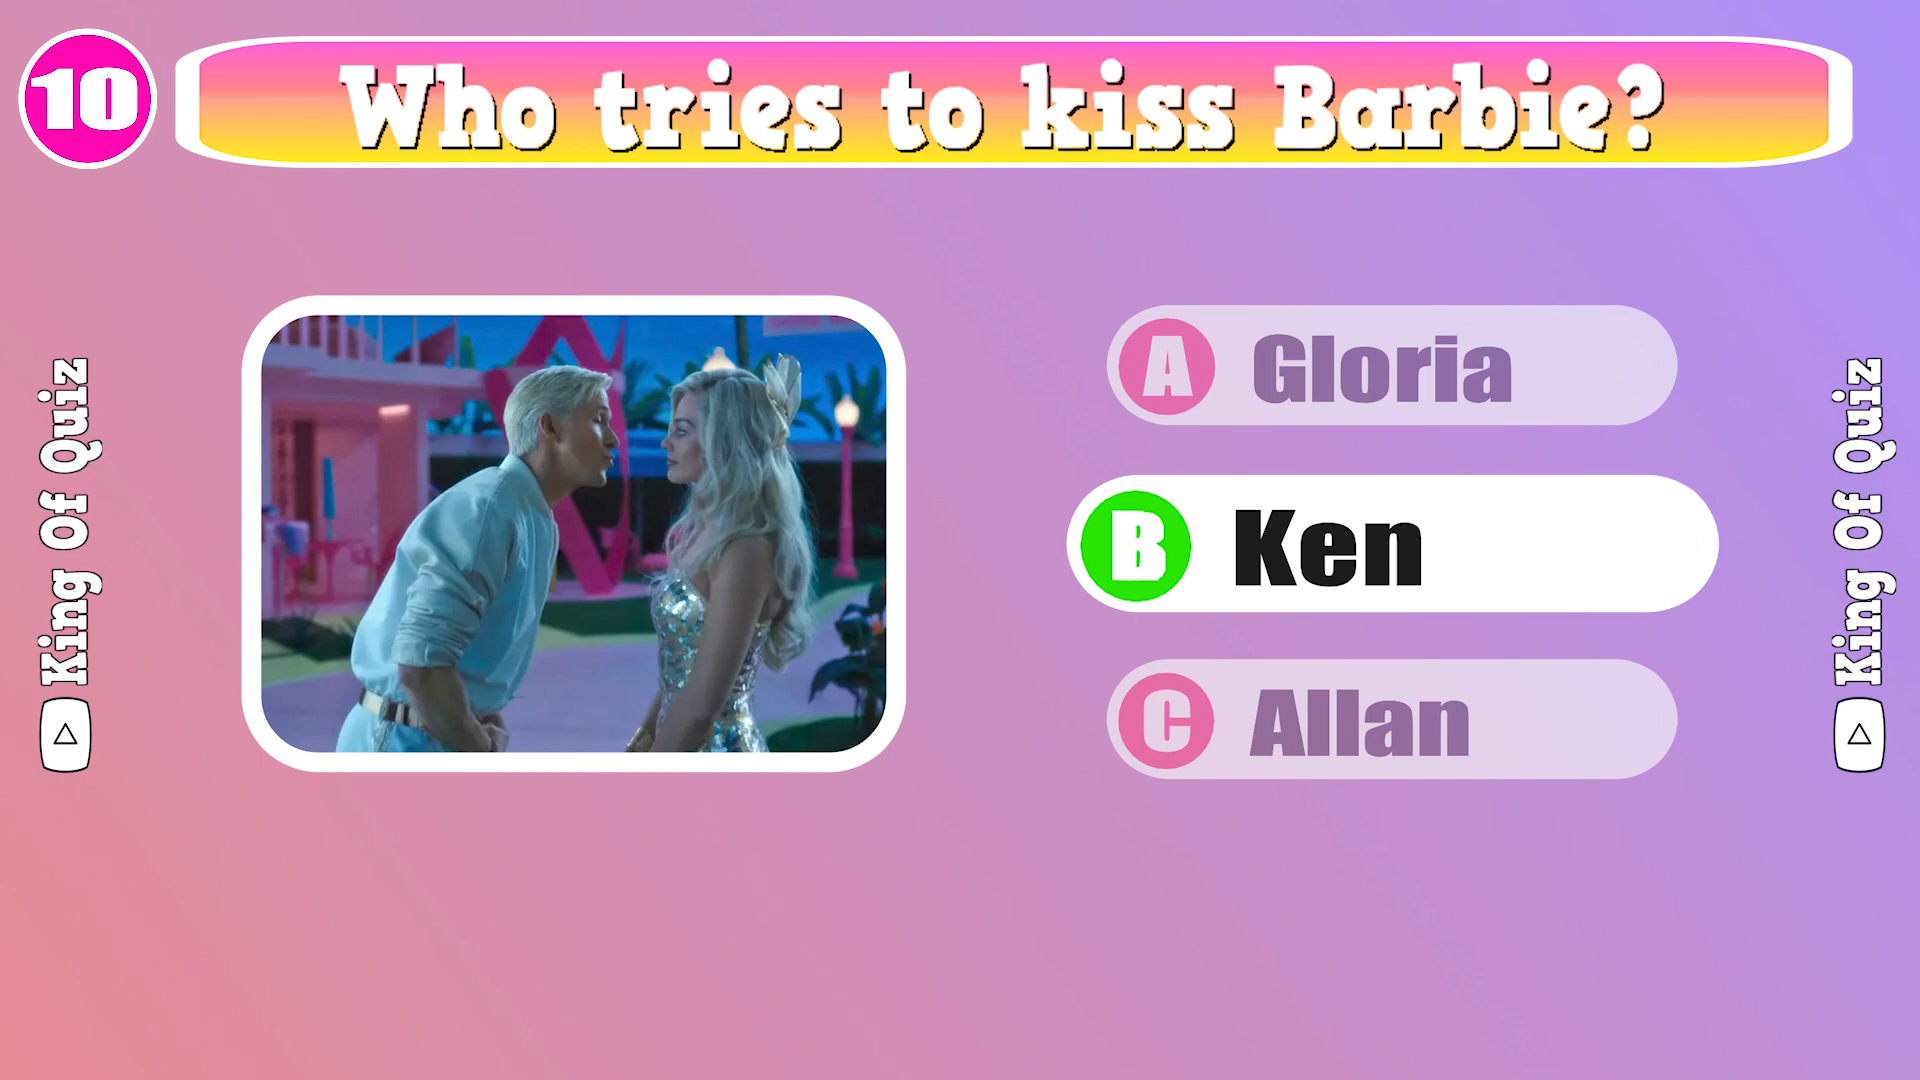 10
Who tries to kiss Barbie?
King Of Quiz
A Gloria
B Ken
C Allan
King Of Quiz